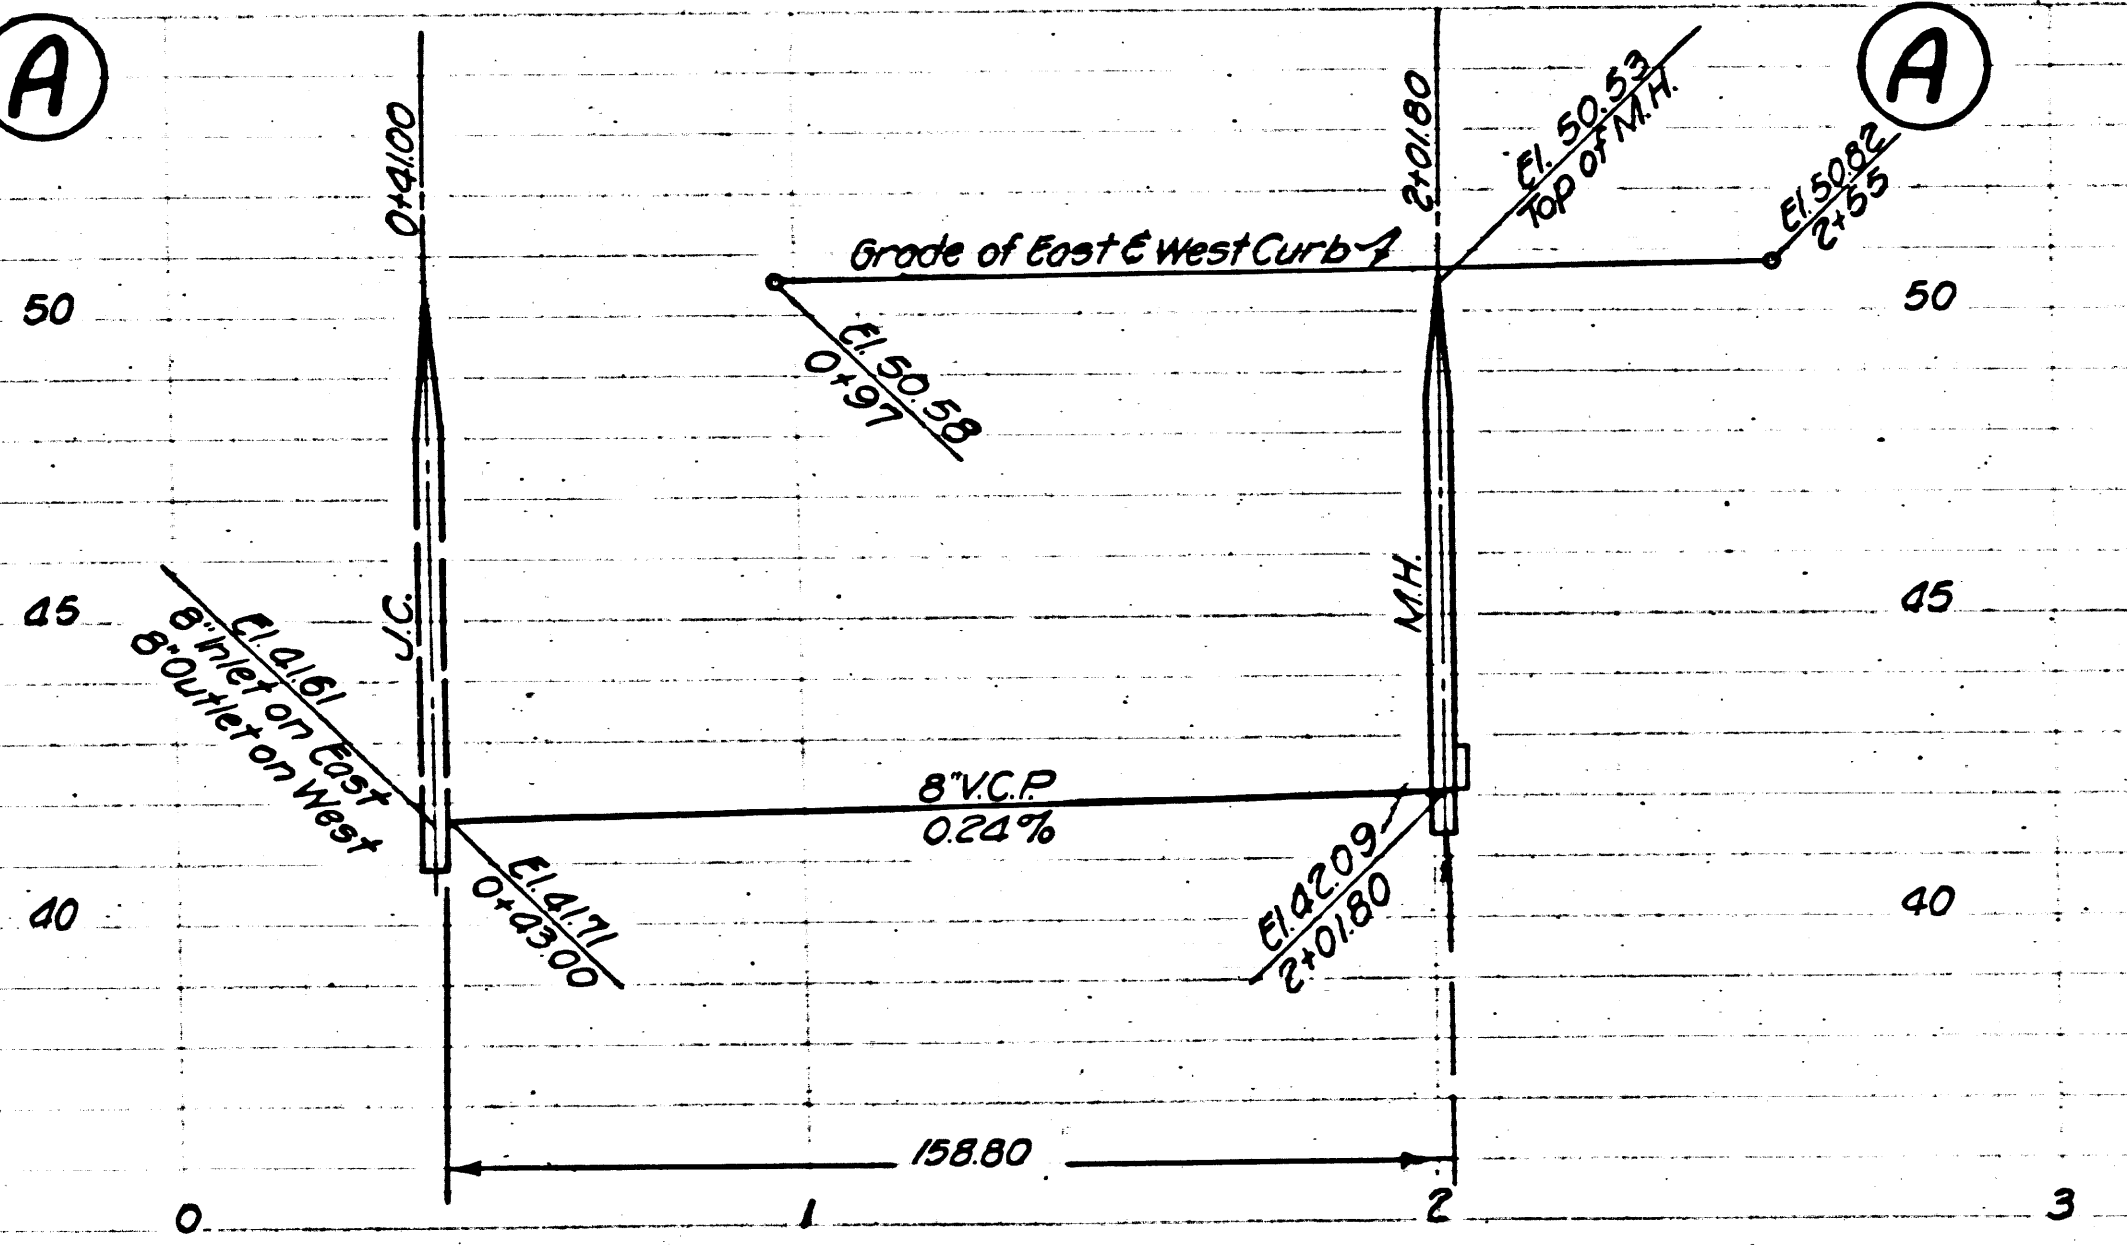 A
A
0+41.00
2+01.80
El. 50.53
Top of M.H.
El. 50.82
2+55
Grade of East & West Curb
50
50
El. 50.58
0+97
45
J.C.
M.H.
45
El. 41.61
8" Inlet on East
8" Outlet on West
8" V.C.P.
0.24%
El. 41.71
0+43.00
El. 42.09
2+01.80
40
40
158.80
0
1
2
3